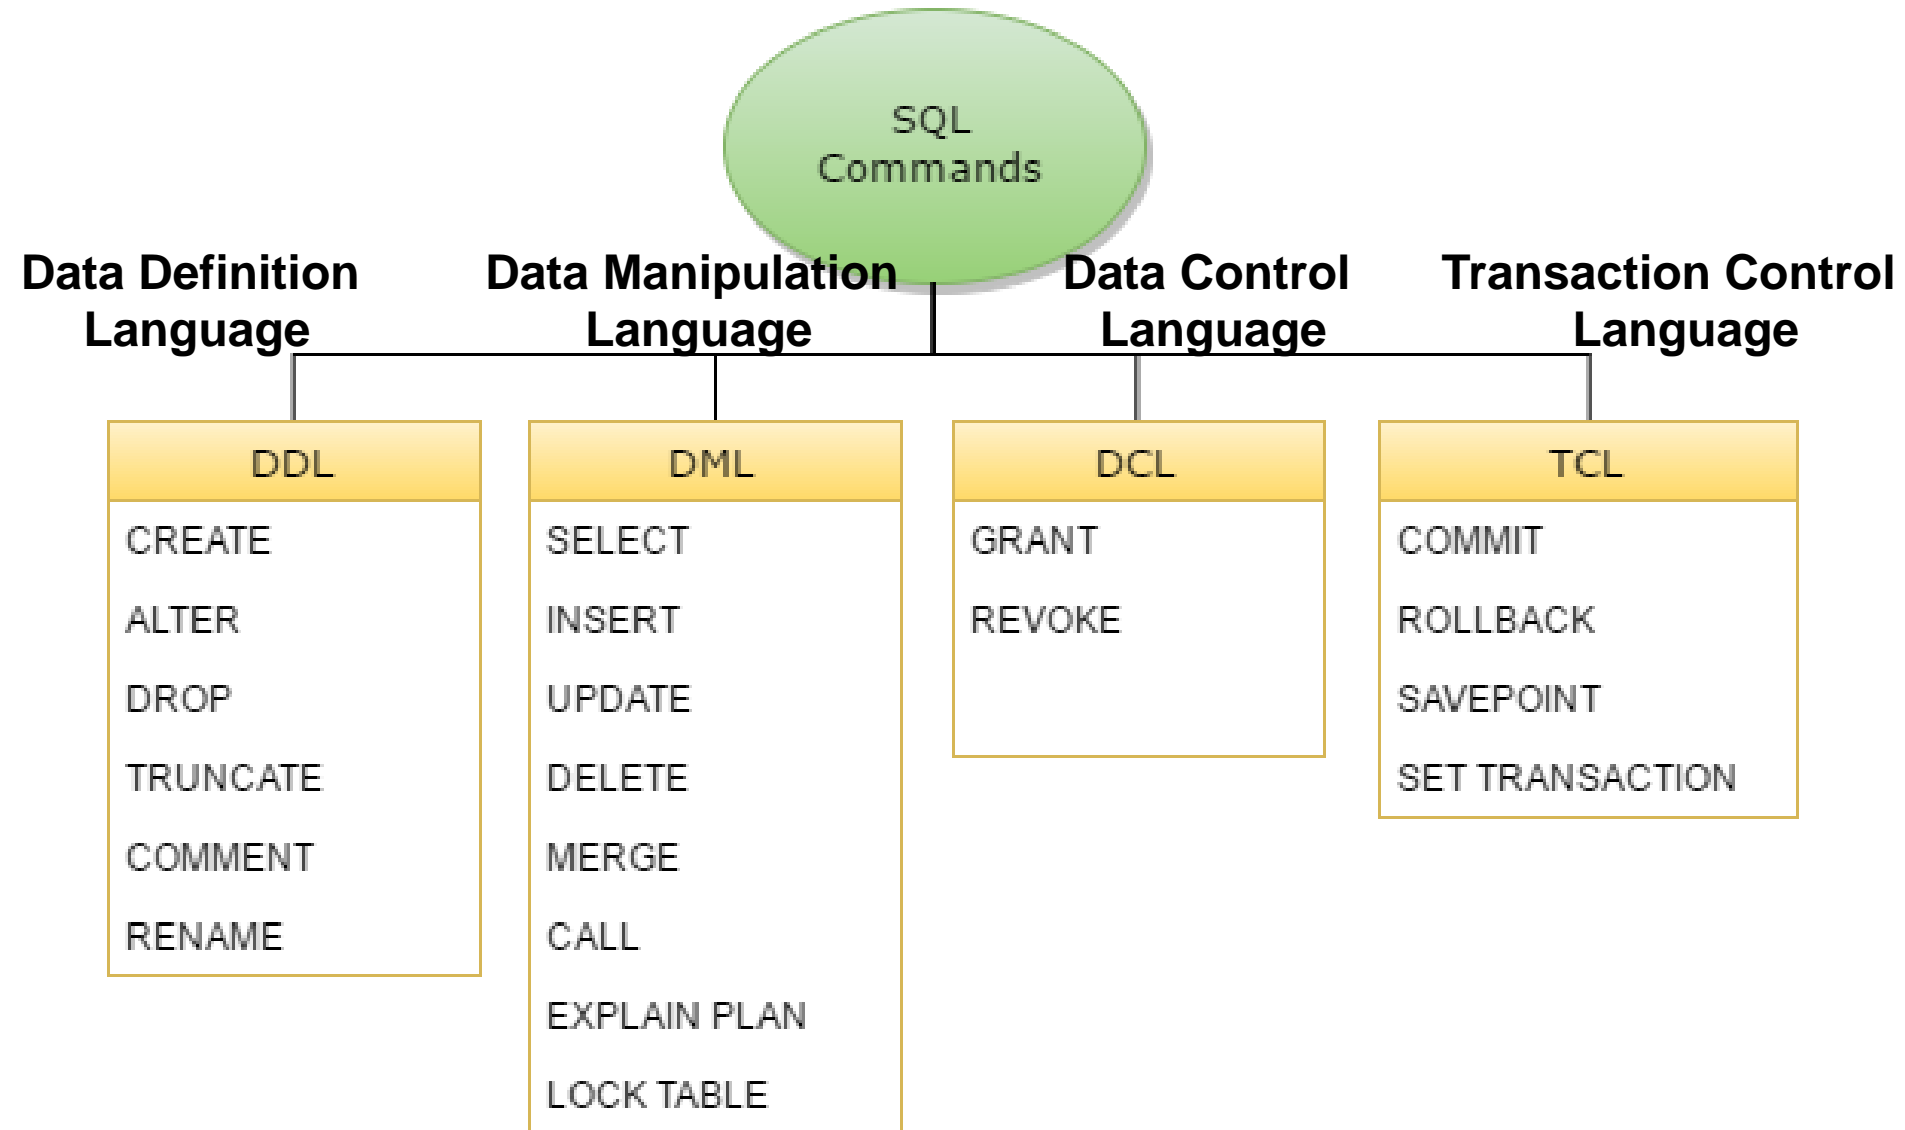 SQL
Commands
Data Definition
Language
Data Manipulation
Language
Data Control
Language
Transaction Control
Language
DDL
CREATE
ALTER
DROP
TRUNCATE
COMMENT
RENAME
DML
SELECT
INSERT
UPDATE
DELETE
MERGE
CALL
EXPLAIN PLAN
LOCK TABLE
DCL
GRANT
REVOKE
TCL
COMMIT
ROLLBACK
SAVEPOINT
SET TRANSACTION